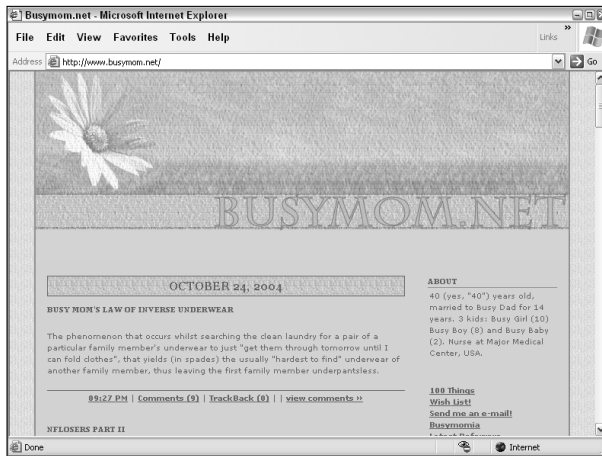 Busymom.net - Microsoft Internet Explorer
File Edit View Favorites Tools Help
Links »
Address http://www.busymom.net/ Go
BUSYMOM.NET
OCTOBER 24, 2004
BUSY MOM'S LAW OF INVERSE UNDERWEAR
The phenomenon that occurs whilst searching the clean laundry for a pair of a
particular family member's underwear to just "get them through tomorrow until I
can fold clothes", that yields (in spades) the usually "hardest to find" underwear of
another family member, thus leaving the first family member underpantsless.
09:27 PM | Comments (9) | TrackBack (0) | | view comments ››
NFLOSERS PART II
ABOUT
40 (yes, "40") years old,
married to Busy Dad for 14
years. 3 kids: Busy Girl (10)
Busy Boy (8) and Busy Baby
(2). Nurse at Major Medical
Center, USA.
100 Things
Wish List!
Send me an e-mail!
Busymomia
Done
Internet